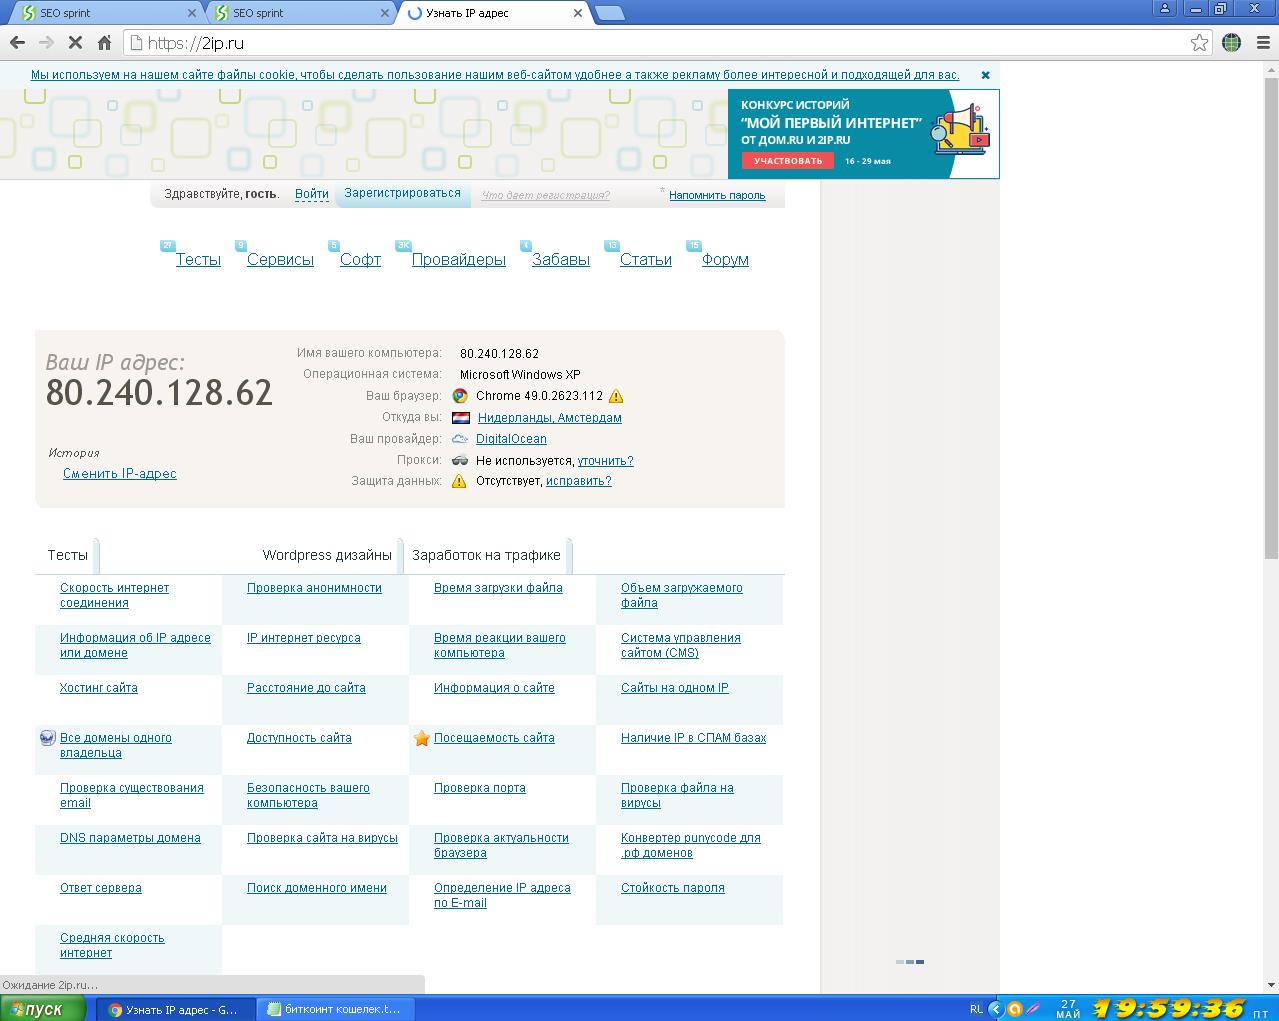 SEO sprint
SEO sprint
Узнать IP адрес
https://2ip.ru
Мы используем на нашем сайте файлы cookie, чтобы сделать пользование нашим веб-сайтом удобнее а также рекламу более интересной и подходящей для вас.
КОНКУРС ИСТОРИЙ
"МОЙ ПЕРВЫЙ ИНТЕРНЕТ"
ОТ ДОМ.RU И 2IP.RU
УЧАСТВОВАТЬ 16 - 29 мая
Здравствуйте, гость. Войти Зарегистрироваться Что дает регистрация? * Напомнить пароль
27 Тесты 9 Сервисы 5 Софт 3K Провайдеры 4 Забавы 13 Статьи 15 Форум
Ваш IP адрес:
80.240.128.62
История
Сменить IP-адрес
Имя вашего компьютера: 80.240.128.62
Операционная система: Microsoft Windows XP
Ваш браузер: Chrome 49.0.2623.112
Откуда вы: Нидерланды, Амстердам
Ваш провайдер: DigitalOcean
Прокси: Не используется, уточнить?
Защита данных: Отсутствует, исправить?
Тесты Wordpress дизайны Заработок на трафике
Скорость интернет соединения
Проверка анонимности
Время загрузки файла
Объем загружаемого файла
Информация об IP адресе или домене
IP интернет ресурса
Время реакции вашего компьютера
Система управления сайтом (CMS)
Хостинг сайта
Расстояние до сайта
Информация о сайте
Сайты на одном IP
Все домены одного владельца
Доступность сайта
Посещаемость сайта
Наличие IP в СПАМ базах
Проверка существования email
Безопасность вашего компьютера
Проверка порта
Проверка файла на вирусы
DNS параметры домена
Проверка сайта на вирусы
Проверка актуальности браузера
Конвертер punycode для .рф доменов
Ответ сервера
Поиск доменного имени
Определение IP адреса по E-mail
Стойкость пароля
Средняя скорость интернет
Ожидание 2ip.ru...
пуск
Узнать IP адрес - G...
биткоинт кошелек.t...
RL
27 МАЙ
19:59:36
ПТ